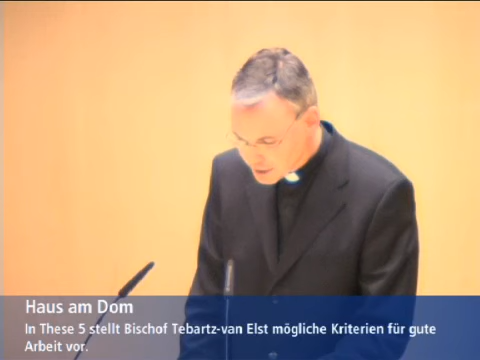 Haus am Dom
In These 5 stellt Bischof Tebartz-van Elst mögliche Kriterien für gute
Arbeit vor.